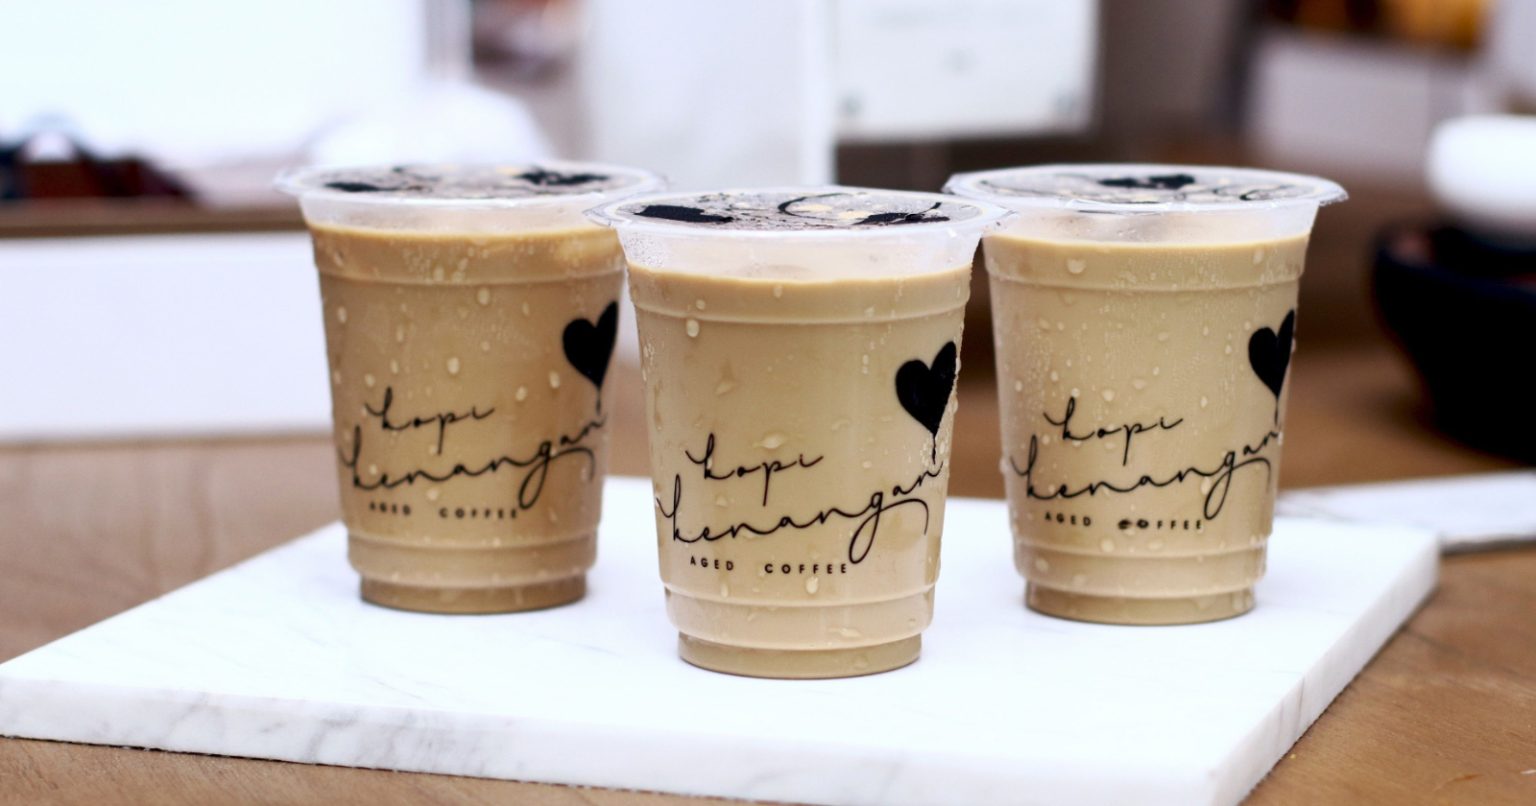 kopi
kenangan
AGED COFFEE
kopi
kenangan
AGED COFFEE
kopi
kenangan
AGED COFFEE